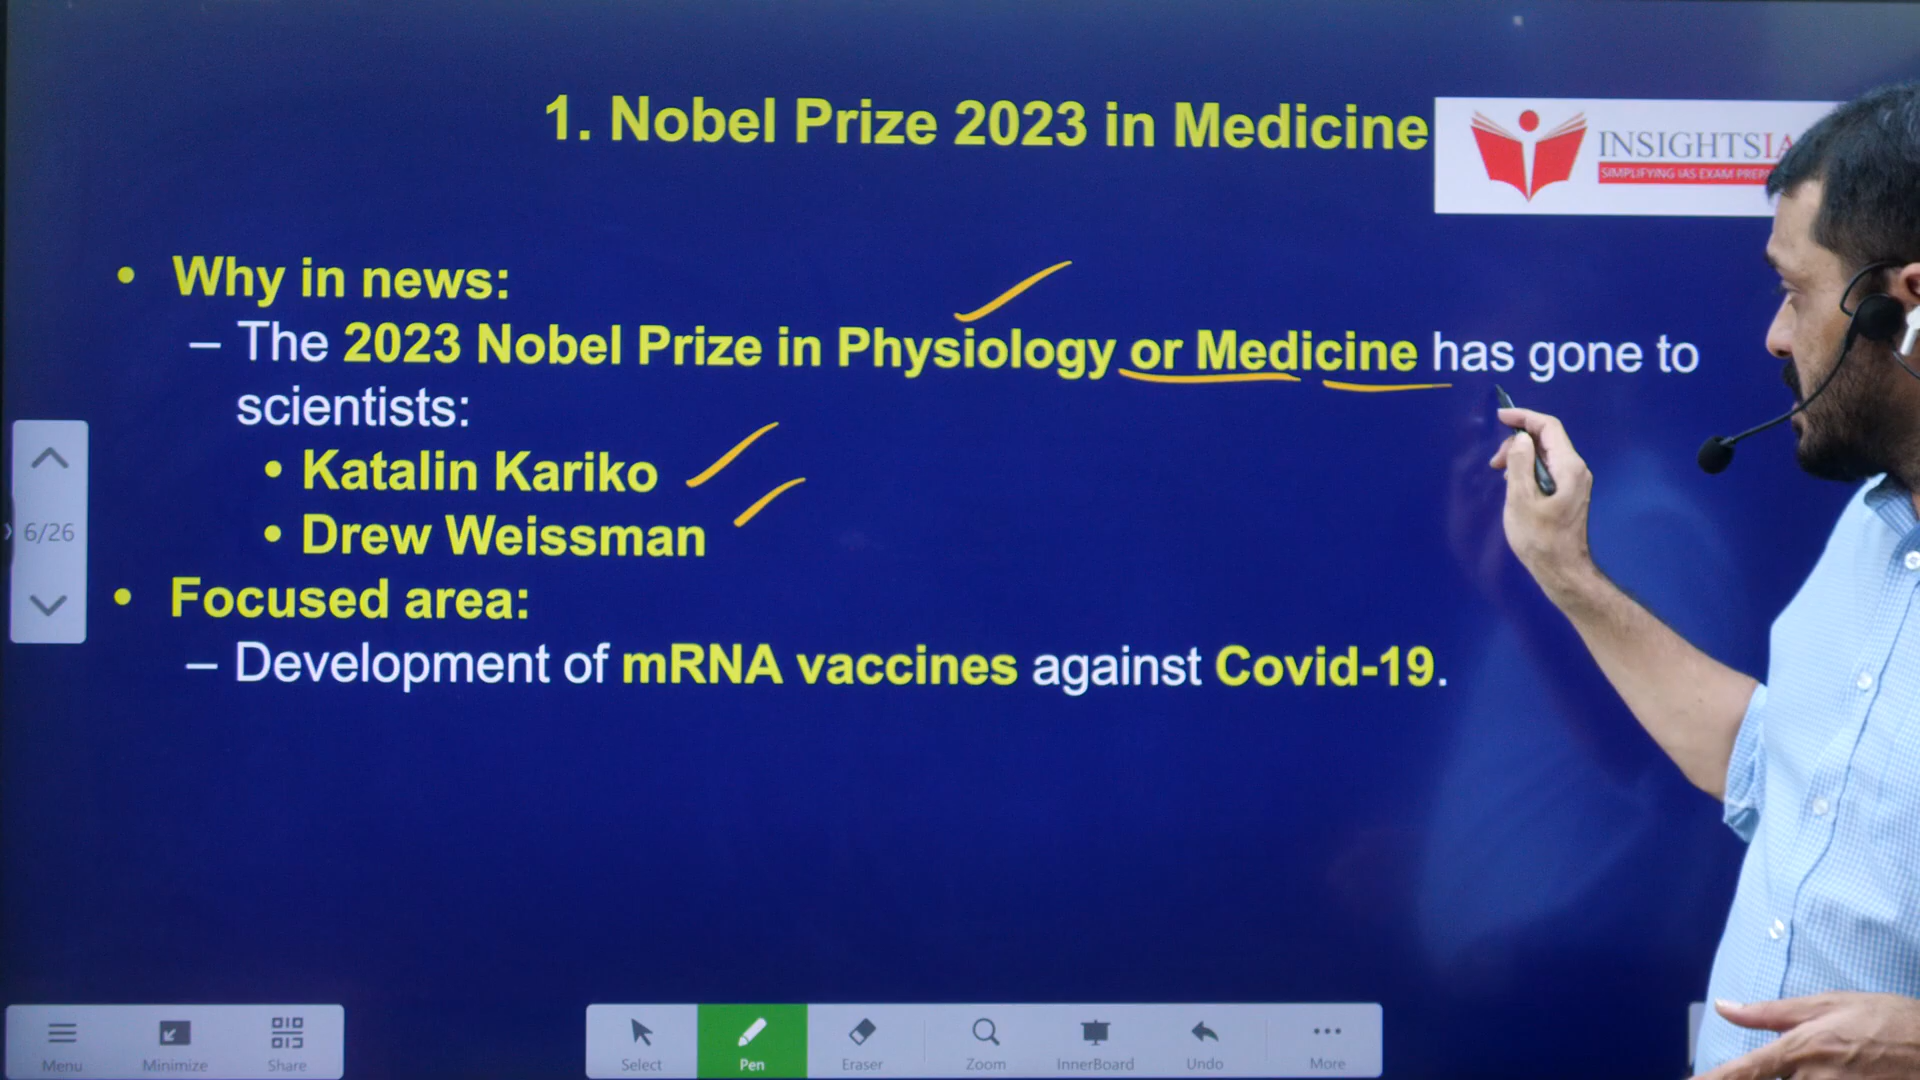 1. Nobel Prize 2023 in Medicine
INSIGHTSIA
SIMPLIFYING IAS EXAM
• Why in news:
– The 2023 Nobel Prize in Physiology or Medicine has gone to
scientists:
• Katalin Kariko
• Drew Weissman
• Focused area:
– Development of mRNA vaccines against Covid-19.
6/26
Menu Minimize Share Select Pen Eraser Zoom InnerBoard Undo More